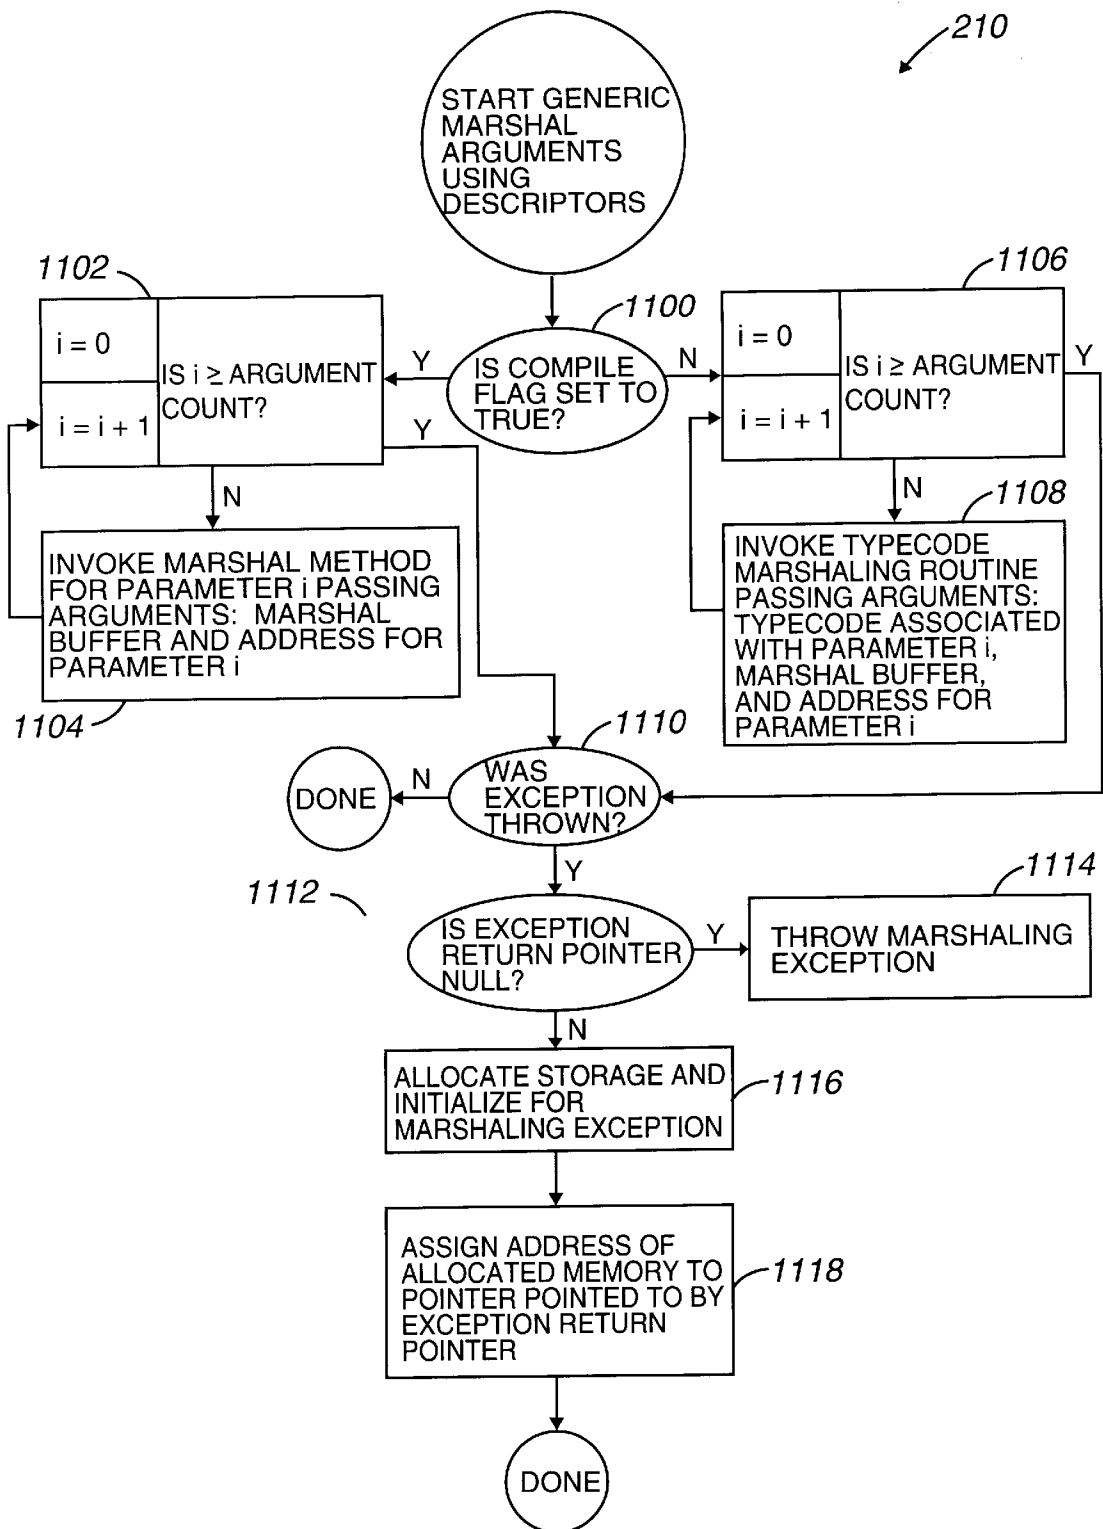 210
START GENERIC
MARSHAL
ARGUMENTS
USING
DESCRIPTORS
1102
i = 0
i = i + 1
IS i ≥ ARGUMENT
COUNT?
Y
Y
N
1100
IS COMPILE
FLAG SET TO
TRUE?
N
1106
i = 0
i = i + 1
IS i ≥ ARGUMENT
COUNT?
Y
N
INVOKE MARSHAL METHOD
FOR PARAMETER i PASSING
ARGUMENTS: MARSHAL
BUFFER AND ADDRESS FOR
PARAMETER i
1104
1108
INVOKE TYPECODE
MARSHALING ROUTINE
PASSING ARGUMENTS:
TYPECODE ASSOCIATED
WITH PARAMETER i,
MARSHAL BUFFER,
AND ADDRESS FOR
PARAMETER i
1110
WAS
EXCEPTION
THROWN?
N
DONE
Y
1112
IS EXCEPTION
RETURN POINTER
NULL?
Y
1114
THROW MARSHALING
EXCEPTION
N
ALLOCATE STORAGE AND
INITIALIZE FOR
MARSHALING EXCEPTION
1116
ASSIGN ADDRESS OF
ALLOCATED MEMORY TO
POINTER POINTED TO BY
EXCEPTION RETURN
POINTER
1118
DONE